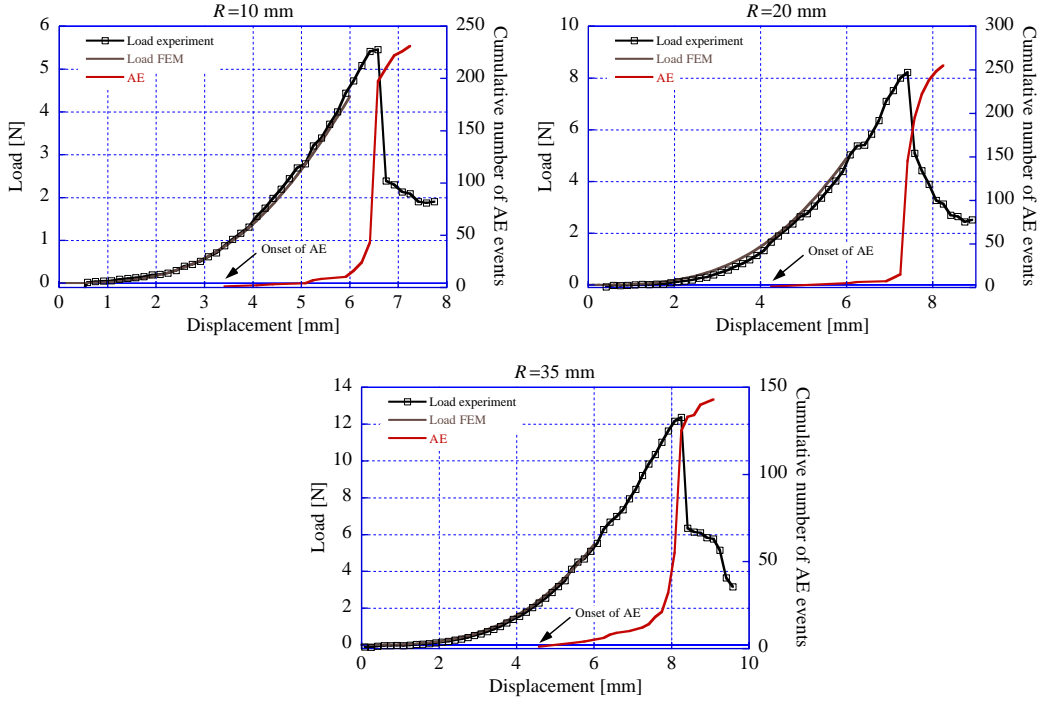 R=10 mm
6
5
4
3
2
1
0
Load [N]
Load experiment
Load FEM
AE
Onset of AE
250
200
150
100
50
0
Cumulative number
of AE events
0 1 2 3 4 5 6 7 8
Displacement [mm]
R=20 mm
10
8
6
4
2
0
Load [N]
Load experiment
Load FEM
AE
Onset of AE
300
250
200
150
100
50
0
Cumulative number
of AE events
0 2 4 6 8
Displacement [mm]
R=35 mm
14
12
10
8
6
4
2
0
Load [N]
Load experiment
Load FEM
AE
Onset of AE
150
100
50
0
Cumulative number of AE events
0 2 4 6 8 10
Displacement [mm]